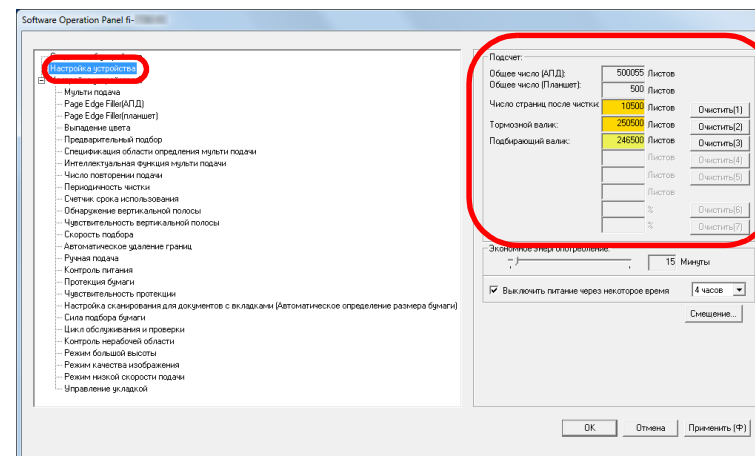 Software Operation Panel fi-
Настройка устройства
Мульти подача
Page Edge Filler(АПД)
Page Edge Filler(планшет)
Выпадение цвета
Предварительный подбор
Спецификация области опредления мульти подачи
Интеллектуальная функция мульти подачи
Число повторении подачи
Периодичность чистки
Счетчик срока использования
Обнаружение вертикальной полосы
Чувствительность вертикальной полосы
Скорость подбора
Автоматическое удаление границ
Ручная подача
Контроль питания
Протекция бумаги
Чувствительность протекции
Настройка сканирования для документов с вкладками (Автоматическое определение размера бумаги)
Сила подбора бумаги
Цикл обслуживания и проверки
Контроль нерабочей области
Режим большой высоты
Режим качества изображения
Режим низкой скорости подачи
Управление укладкой
Подсчет:
Общее число (АПД): 500055 Листов
Общее число (Планшет): 500 Листов
Число страниц после чистки: 10500 Листов Очистить(1)
Тормозной валик: 250500 Листов Очистить(2)
Подбирающий валик: 246500 Листов Очистить(3)
Листов Очистить(4)
Листов Очистить(5)
Листов
% Очистить(6)
% Очистить(7)
Экономное энергопотребление:
15 Минуты
Выключить питание через некоторое время 4 часов
Смещение...
OK Отмена Применить (Ф)